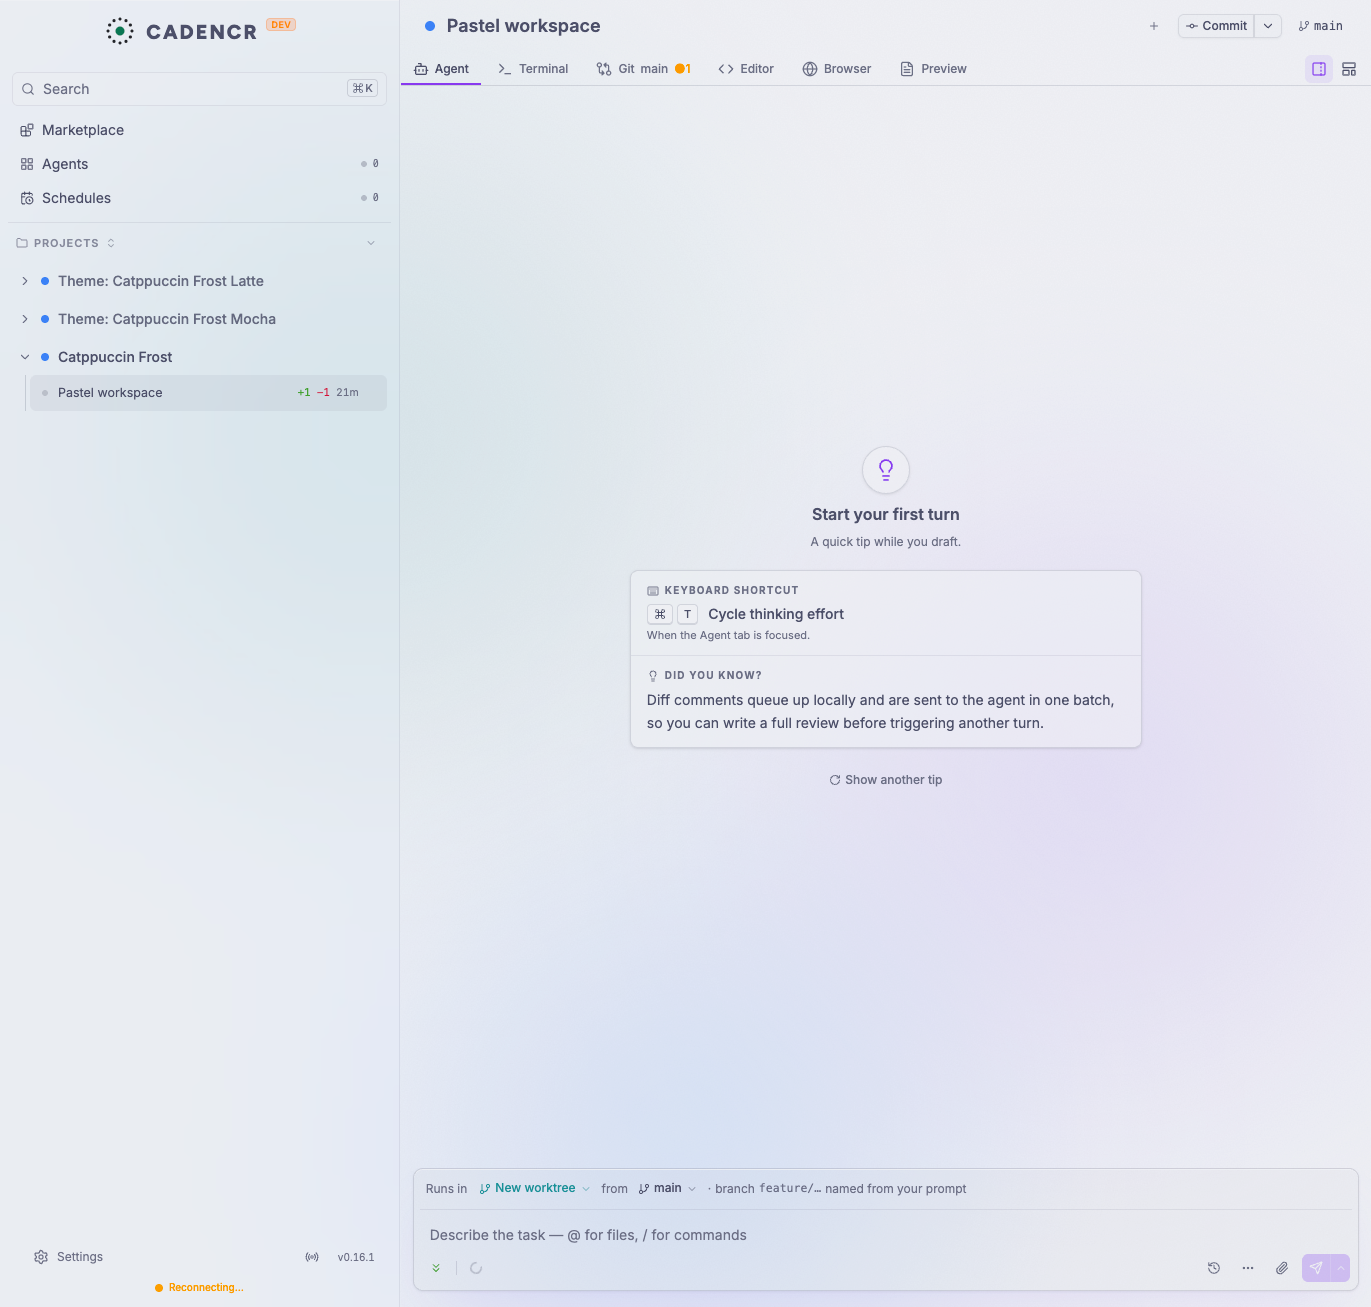 CADENCR DEV
Search ⌘K
Marketplace
Agents 0
Schedules 0
PROJECTS
Theme: Catppuccin Frost Latte
Theme: Catppuccin Frost Mocha
Catppuccin Frost
Pastel workspace +1 −1 21m
Settings v0.16.1
Reconnecting...
Pastel workspace
+ Commit main
Agent Terminal Git main 1 Editor Browser Preview
Start your first turn
A quick tip while you draft.
KEYBOARD SHORTCUT
⌘ T Cycle thinking effort
When the Agent tab is focused.
DID YOU KNOW?
Diff comments queue up locally and are sent to the agent in one batch,
so you can write a full review before triggering another turn.
Show another tip
Runs in New worktree from main · branch feature/… named from your prompt
Describe the task — @ for files, / for commands